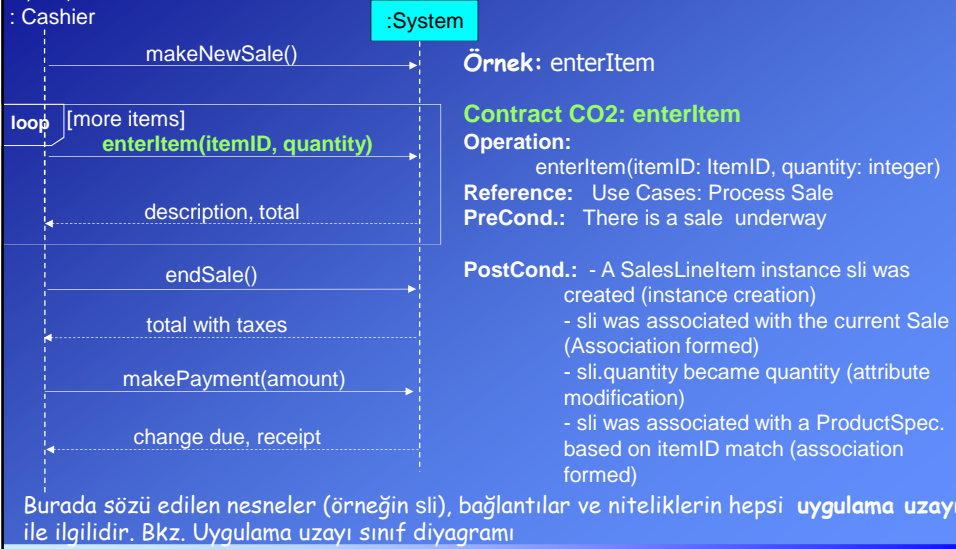 : Cashier
:System
makeNewSale()
loop
[more items]
enterItem(itemID, quantity)
description, total
endSale()
total with taxes
makePayment(amount)
change due, receipt
Örnek: enterItem
Contract CO2: enterItem
Operation:
enterItem(itemID: ItemID, quantity: integer)
Reference: Use Cases: Process Sale
PreCond.: There is a sale underway
PostCond.: - A SalesLineItem instance sli was
created (instance creation)
- sli was associated with the current Sale
(Association formed)
- sli.quantity became quantity (attribute
modification)
- sli was associated with a ProductSpec.
based on itemID match (association
formed)
Burada sözü edilen nesneler (örneğin sli), bağlantılar ve niteliklerin hepsi uygulama uzayı
ile ilgilidir. Bkz. Uygulama uzayı sınıf diyagramı